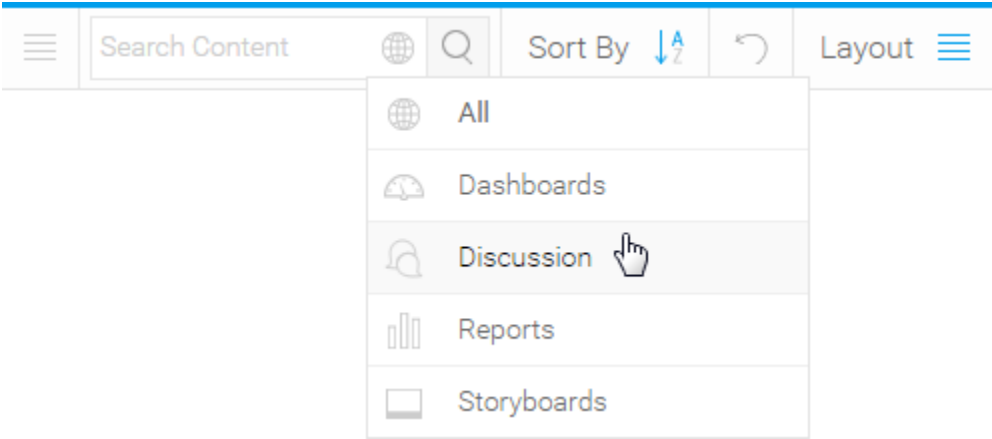 Search Content Sort By A Z Layout
All
Dashboards
Discussion
Reports
Storyboards